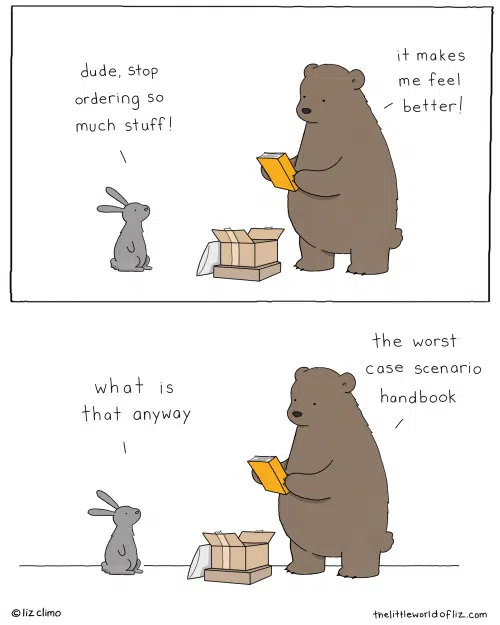 dude, stop
ordering so
much stuff!
it makes
me feel
better!
what is
that anyway
the worst
case scenario
handbook
©liz climo
thelittleworldofliz.com